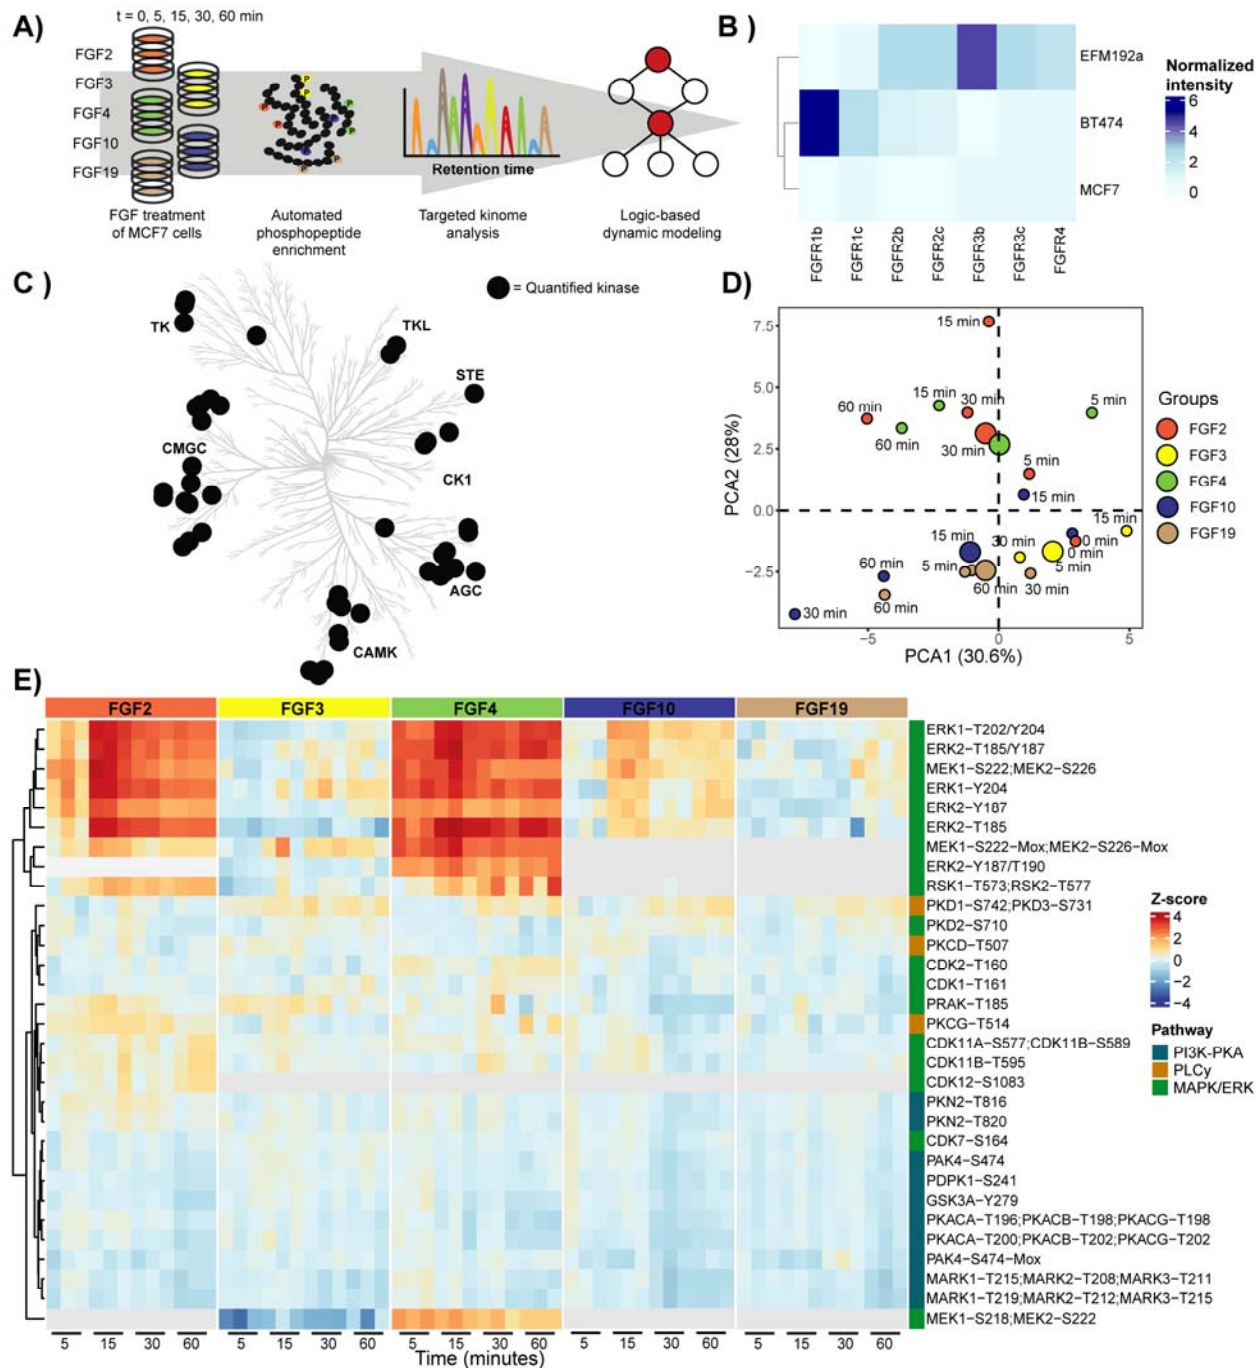 A)
t = 0, 5, 15, 30, 60 min
FGF2
FGF3
FGF4
FGF10
FGF19
P
P
P
P
P
P
P
P
Retention time
FGF treatment
of MCF7 cells
Automated
phosphopeptide
enrichment
Targeted kinome
analysis
Logic-based
dynamic modeling
B )
EFM192a
BT474
MCF7
FGFR1b
FGFR1c
FGFR2b
FGFR2c
FGFR3b
FGFR3c
FGFR4
Normalized
intensity
6
4
2
0
C )
= Quantified kinase
TK
TKL
STE
CK1
CMGC
AGC
CAMK
D)
7.5
5.0
2.5
0.0
−2.5
PCA2 (28%)
15 min
15 min
30 min
5 min
60 min
60 min
30 min
5 min
15 min
15 min
15 min
30 min
0 min
0 min
5 min
5 min
60 min
60 min
30 min
60 min
30 min
−5
0
5
PCA1 (30.6%)
Groups
FGF2
FGF3
FGF4
FGF10
FGF19
E)
FGF2
FGF3
FGF4
FGF10
FGF19
ERK1−T202/Y204
ERK2−T185/Y187
MEK1−S222;MEK2−S226
ERK1−Y204
ERK2−Y187
ERK2−T185
MEK1−S222−Mox;MEK2−S226−Mox
ERK2−Y187/T190
RSK1−T573;RSK2−T577
PKD1−S742;PKD3−S731
PKD2−S710
PKCD−T507
CDK2−T160
CDK1−T161
PRAK−T185
PKCG−T514
CDK11A−S577;CDK11B−S589
CDK11B−T595
CDK12−S1083
PKN2−T816
PKN2−T820
CDK7−S164
PAK4−S474
PDPK1−S241
GSK3A−Y279
PKACA−T196;PKACB−T198;PKACG−T198
PKACA−T200;PKACB−T202;PKACG−T202
PAK4−S474−Mox
MARK1−T215;MARK2−T208;MARK3−T211
MARK1−T219;MARK2−T212;MARK3−T215
MEK1−S218;MEK2−S222
Z−score
4
2
0
−2
−4
Pathway
PI3K−PKA
PLCy
MAPK/ERK
5 15 30 60 5 15 30 60 5 15 30 60 5 15 30 60 5 15 30 60
Time (minutes)